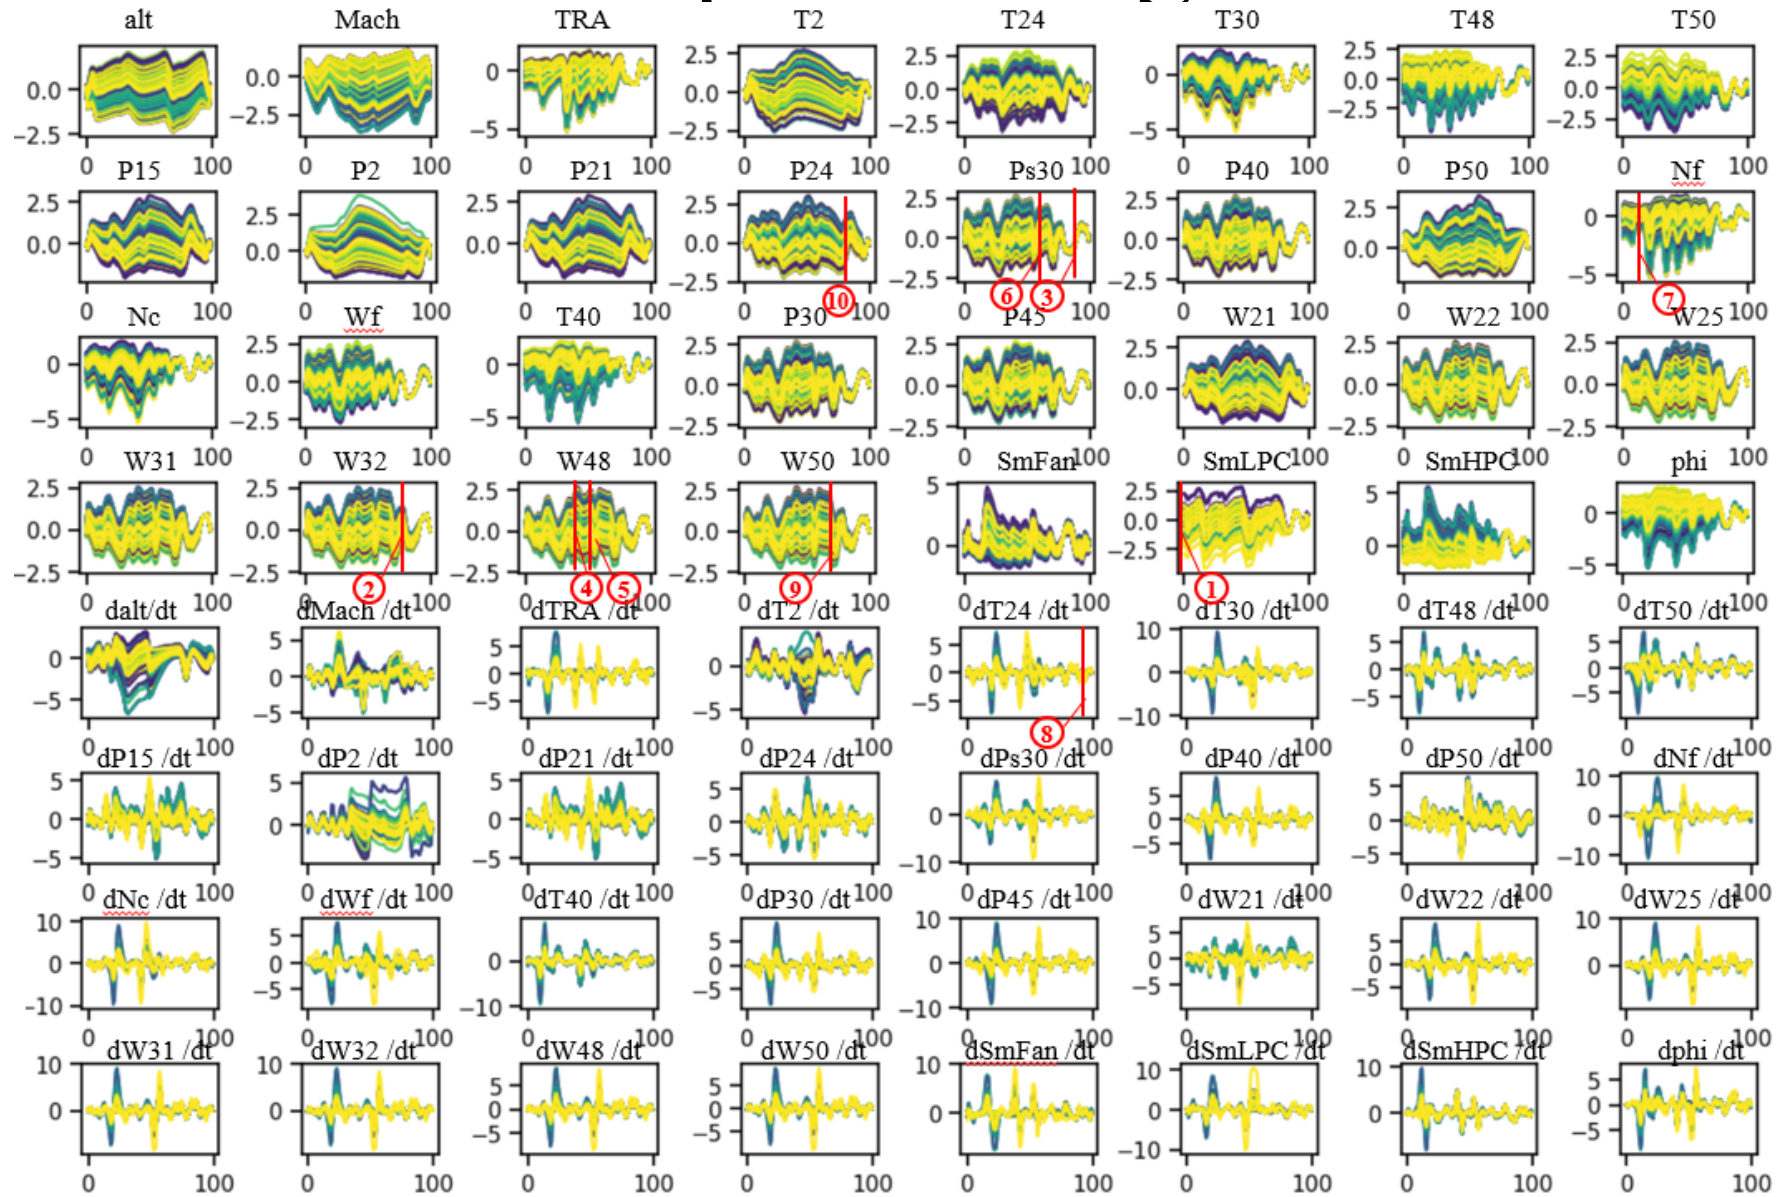 alt Mach TRA T2 T24 T30 T48 T50
0.0 -2.5 0.0 -2.5 0 -5 2.5 0.0 -2.5 2.5 0.0 -2.5 0 -5 2.5 0.0 -2.5 2.5 0.0 -2.5
0 100 0 100 0 100 0 100 0 100 0 100 0 100 0 100
P15 P2 P21 P24 Ps30 P40 P50 Nf
2.5 0.0 2.5 0.0 2.5 0.0 2.5 0.0 -2.5 2.5 0.0 -2.5 2.5 0.0 -2.5 2.5 0.0 0 -5
10 6 3 7
0 100 0 100 0 100 0 100 0 100 0 100 0 100 0 100
Nc Wf T40 P30 P45 W21 W22 W25
0 -5 2.5 0.0 -2.5 0 -5 2.5 0.0 -2.5 2.5 0.0 -2.5 2.5 0.0 2.5 0.0 -2.5 2.5 0.0 -2.5
0 100 0 100 0 100 0 100 0 100 0 100 0 100 0 100
W31 W32 W48 W50 SmFan SmLPC SmHPC phi
2.5 0.0 -2.5 2.5 0.0 -2.5 2.5 0.0 -2.5 2.5 0.0 -2.5 5 0 2.5 0.0 -2.5 5 0 0 -5
2 4 5 9 1
0 100 0 100 0 100 0 100 0 100 0 100 0 100 0 100
dalt/dt dMach /dt dTRA /dt dT2 /dt dT24 /dt dT30 /dt dT48 /dt dT50 /dt
0 -5 5 0 -5 5 0 -5 0 -5 5 0 -5 10 0 -10 5 0 -5 5 0 -5
8
0 100 0 100 0 100 0 100 0 100 0 100 0 100 0 100
dP15 /dt dP2 /dt dP21 /dt dP24 /dt dPs30 /dt dP40 /dt dP50 /dt dNf /dt
5 0 -5 5 0 5 0 -5 5 0 -5 0 -10 5 0 -5 5 0 -5 10 0 -10
0 100 0 100 0 100 0 100 0 100 0 100 0 100 0 100
dNc /dt dWf /dt dT40 /dt dP30 /dt dP45 /dt dW21 /dt dW22 /dt dW25 /dt
10 0 -10 5 0 -5 0 -10 5 0 -5 10 0 -10 5 0 -5 5 0 -5 10 0
0 100 0 100 0 100 0 100 0 100 0 100 0 100 0 100
dW31 /dt dW32 /dt dW48 /dt dW50 /dt dSmFan /dt dSmLPC /dt dSmHPC /dt dphi /dt
10 0 10 0 5 0 -5 5 0 -5 10 0 10 0 -10 10 0 5 0 -5
0 100 0 100 0 100 0 100 0 100 0 100 0 100 0 100